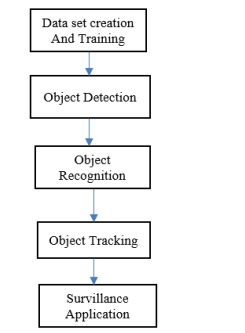 Data set creation
And Training
Object Detection
Object
Recognition
Object Tracking
Survillance
Application